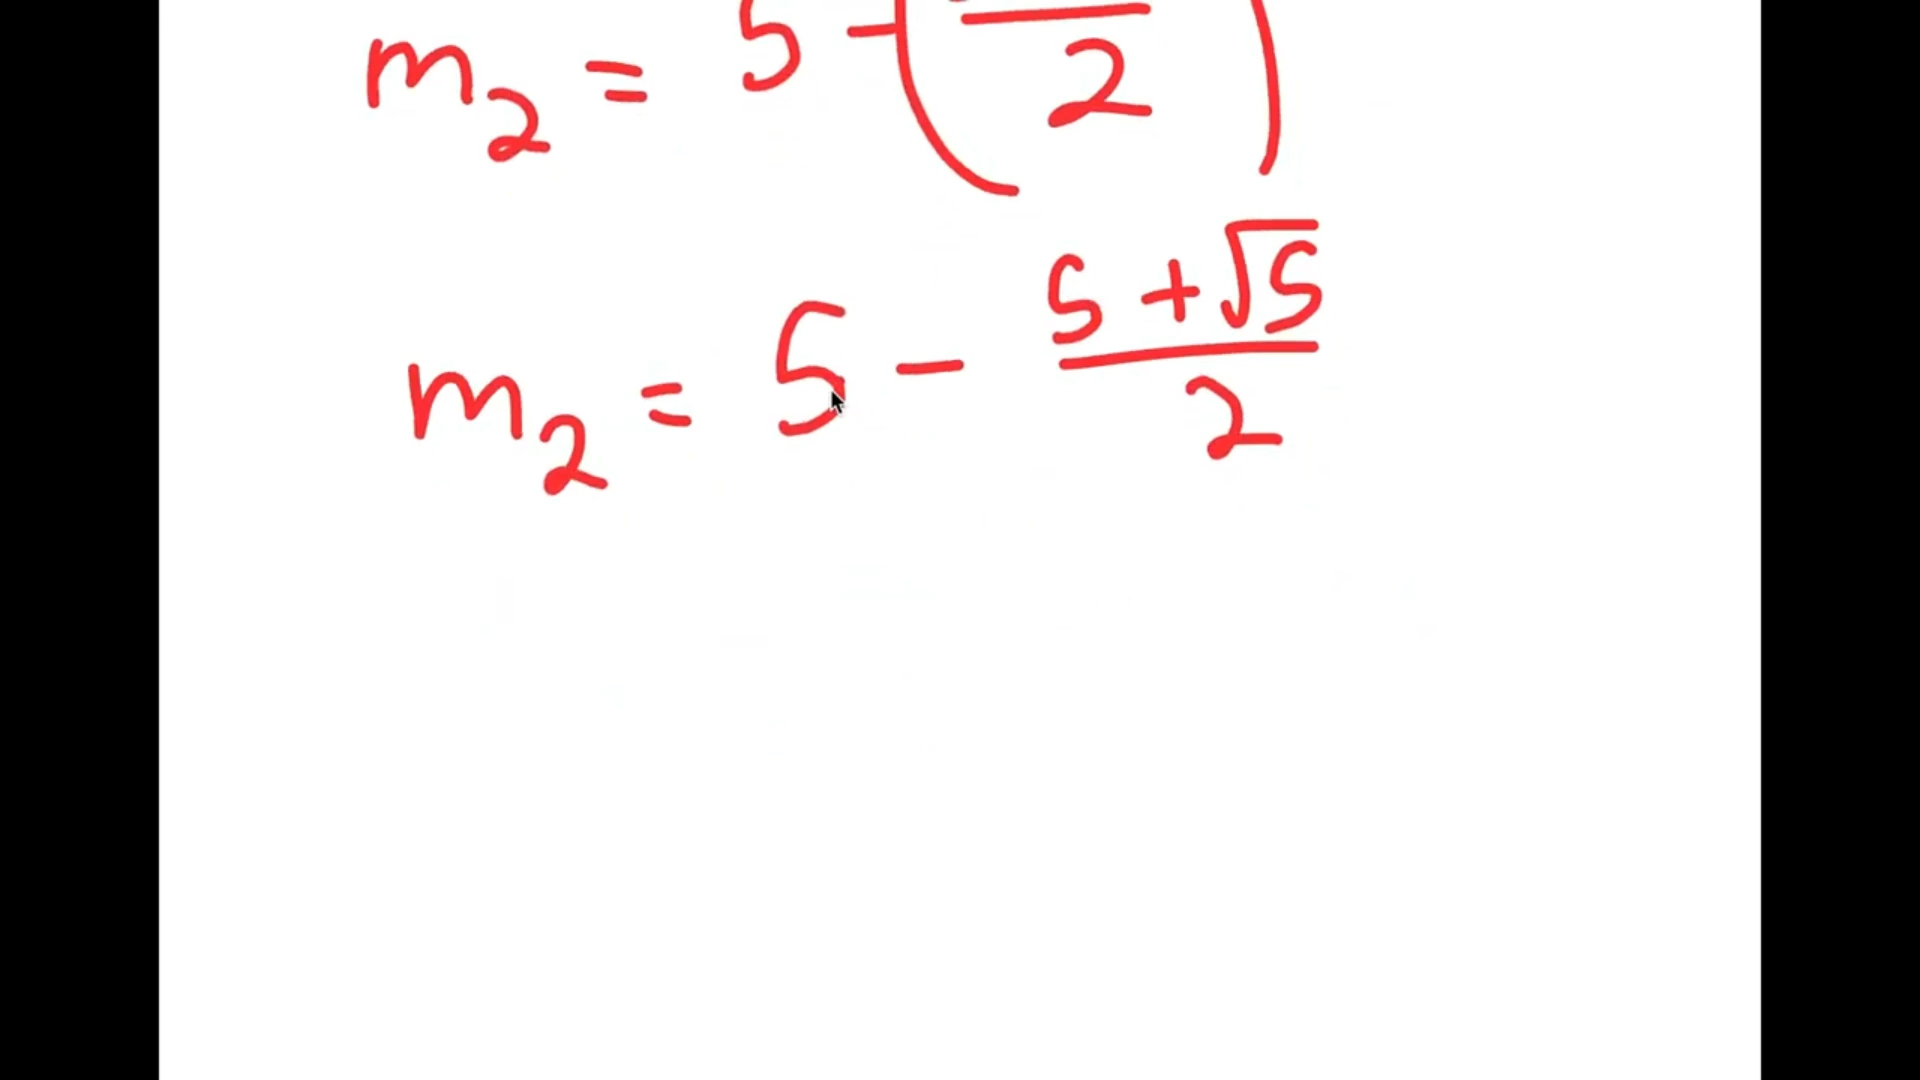 m₂ = 5 - ( / 2 )
m₂ = 5 - (5 + √5) / 2